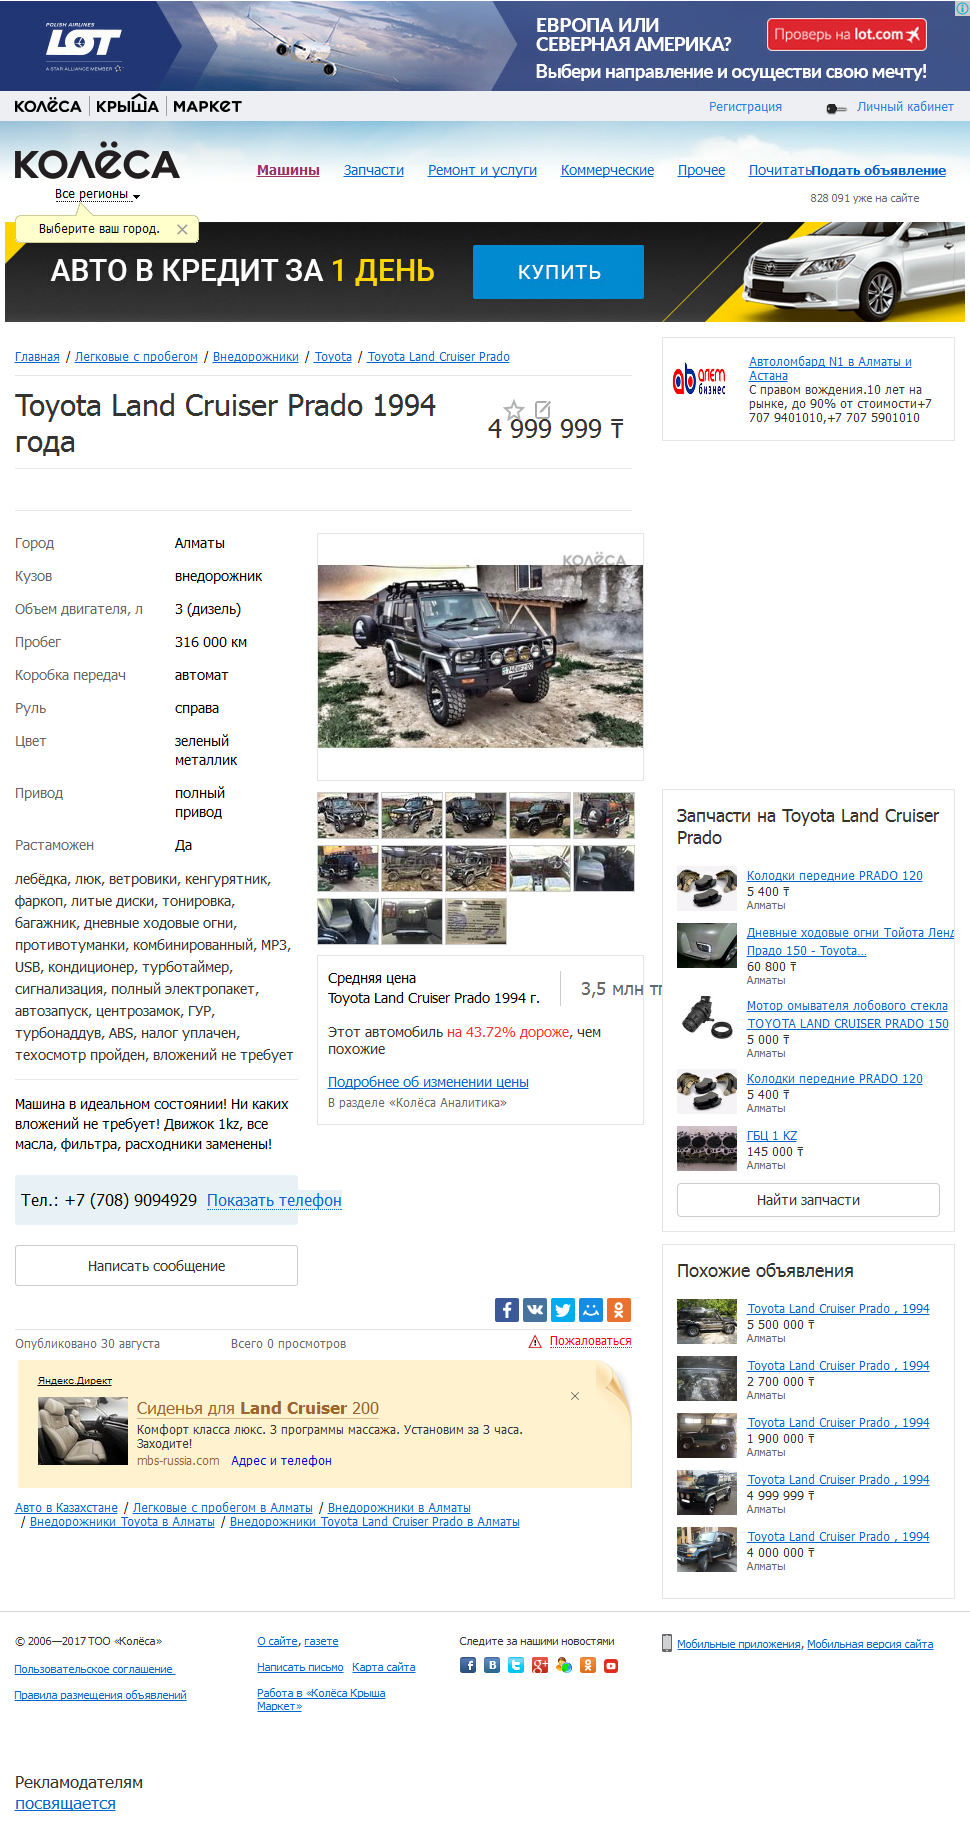 POLISH AIRLINES
LOT
A STAR ALLIANCE MEMBER
ЕВРОПА ИЛИ
СЕВЕРНАЯ АМЕРИКА?
Выбери направление и осуществи свою мечту!
Проверь на lot.com
КОЛЁСА КРЫША МАРКЕТ
Регистрация
Личный кабинет
КОЛЁСА
Все регионы
Выберите ваш город.
Машины Запчасти Ремонт и услуги Коммерческие Прочее Почитать
Подать объявление
828 091 уже на сайте
АВТО В КРЕДИТ ЗА 1 ДЕНЬ
КУПИТЬ
Главная / Легковые с пробегом / Внедорожники / Toyota / Toyota Land Cruiser Prado
Toyota Land Cruiser Prado 1994
года
4 999 999 ₸
Город Алматы
Кузов внедорожник
Объем двигателя, л 3 (дизель)
Пробег 316 000 км
Коробка передач автомат
Руль справа
Цвет зеленый
металлик
Привод полный
привод
Растаможен Да
лебёдка, люк, ветровики, кенгурятник,
фаркоп, литые диски, тонировка,
багажник, дневные ходовые огни,
противотуманки, комбинированный, MP3,
USB, кондиционер, турботаймер,
сигнализация, полный электропакет,
автозапуск, центрозамок, ГУР,
турбонаддув, ABS, налог уплачен,
техосмотр пройден, вложений не требует
Машина в идеальном состоянии! Ни каких
вложений не требует! Движок 1kz, все
масла, фильтра, расходники заменены!
Тел.: +7 (708) 9094929 Показать телефон
Написать сообщение
КОЛЁСА
Средняя цена
Toyota Land Cruiser Prado 1994 г.
3,5 млн тг
Этот автомобиль на 43.72% дороже, чем
похожие
Подробнее об изменении цены
В разделе «Колёса Аналитика»
Опубликовано 30 августа
Всего 0 просмотров
Пожаловаться
Яндекс.Директ
Сиденья для Land Cruiser 200
Комфорт класса люкс. 3 программы массажа. Установим за 3 часа.
Заходите!
mbs-russia.com Адрес и телефон
Авто в Казахстане / Легковые с пробегом в Алматы / Внедорожники в Алматы
/ Внедорожники Toyota в Алматы / Внедорожники Toyota Land Cruiser Prado в Алматы
алем
бизнес
Автоломбард N1 в Алматы и
Астана
С правом вождения.10 лет на
рынке, до 90% от стоимости+7
707 9401010,+7 707 5901010
Запчасти на Toyota Land Cruiser
Prado
Колодки передние PRADO 120
5 400 ₸
Алматы
Дневные ходовые огни Тойота Ленд
Прадо 150 - Toyota...
60 800 ₸
Алматы
Мотор омывателя лобового стекла
TOYOTA LAND CRUISER PRADO 150
5 000 ₸
Алматы
Колодки передние PRADO 120
5 400 ₸
Алматы
ГБЦ 1 KZ
145 000 ₸
Алматы
Найти запчасти
Похожие объявления
Toyota Land Cruiser Prado , 1994
5 500 000 ₸
Алматы
Toyota Land Cruiser Prado , 1994
2 700 000 ₸
Алматы
Toyota Land Cruiser Prado , 1994
1 900 000 ₸
Алматы
Toyota Land Cruiser Prado , 1994
4 999 999 ₸
Алматы
Toyota Land Cruiser Prado , 1994
4 000 000 ₸
Алматы
© 2006—2017 ТОО «Колёса»
Пользовательское соглашение
Правила размещения объявлений
О сайте, газете
Написать письмо Карта сайта
Работа в «Колёса Крыша
Маркет»
Следите за нашими новостями
Мобильные приложения, Мобильная версия сайта
Рекламодателям
посвящается